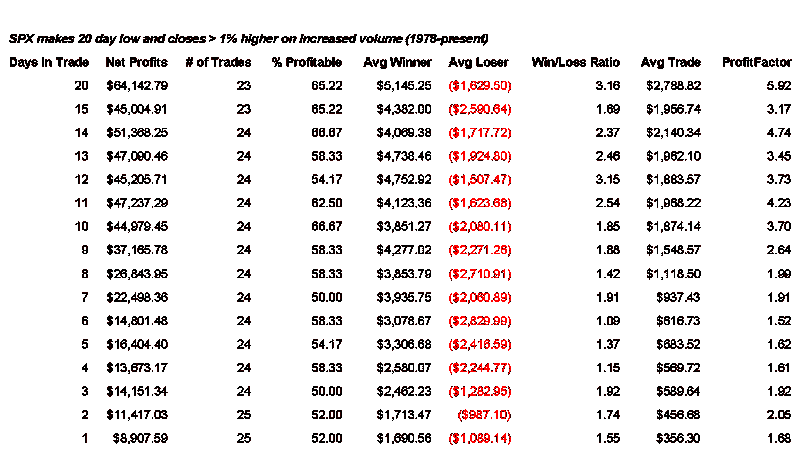 SPX makes 20 day low and closes > 1% higher on increased volume (1978-present)
Days In Trade Net Profits # of Trades % Profitable Avg Winner Avg Loser Win/Loss Ratio Avg Trade ProfitFactor
20 $64,142.79 23 65.22 $5,145.25 ($1,629.50) 3.16 $2,788.82 5.92
15 $45,004.91 23 65.22 $4,382.00 ($2,590.64) 1.69 $1,956.74 3.17
14 $51,368.25 24 66.67 $4,069.38 ($1,717.72) 2.37 $2,140.34 4.74
13 $47,090.46 24 58.33 $4,738.46 ($1,924.80) 2.46 $1,962.10 3.45
12 $45,205.71 24 54.17 $4,752.92 ($1,507.47) 3.15 $1,883.57 3.73
11 $47,237.29 24 62.50 $4,123.36 ($1,623.68) 2.54 $1,968.22 4.23
10 $44,979.45 24 66.67 $3,851.27 ($2,080.11) 1.85 $1,874.14 3.70
9 $37,165.78 24 58.33 $4,277.02 ($2,271.26) 1.88 $1,548.57 2.64
8 $26,843.95 24 58.33 $3,853.79 ($2,710.91) 1.42 $1,118.50 1.99
7 $22,498.36 24 50.00 $3,935.75 ($2,060.89) 1.91 $937.43 1.91
6 $14,801.48 24 58.33 $3,078.67 ($2,829.99) 1.09 $616.73 1.52
5 $16,404.40 24 54.17 $3,306.68 ($2,416.59) 1.37 $683.52 1.62
4 $13,673.17 24 58.33 $2,580.07 ($2,244.77) 1.15 $569.72 1.61
3 $14,151.34 24 50.00 $2,462.23 ($1,282.95) 1.92 $589.64 1.92
2 $11,417.03 25 52.00 $1,713.47 ($987.10) 1.74 $456.68 2.05
1 $8,907.59 25 52.00 $1,690.56 ($1,089.14) 1.55 $356.30 1.68